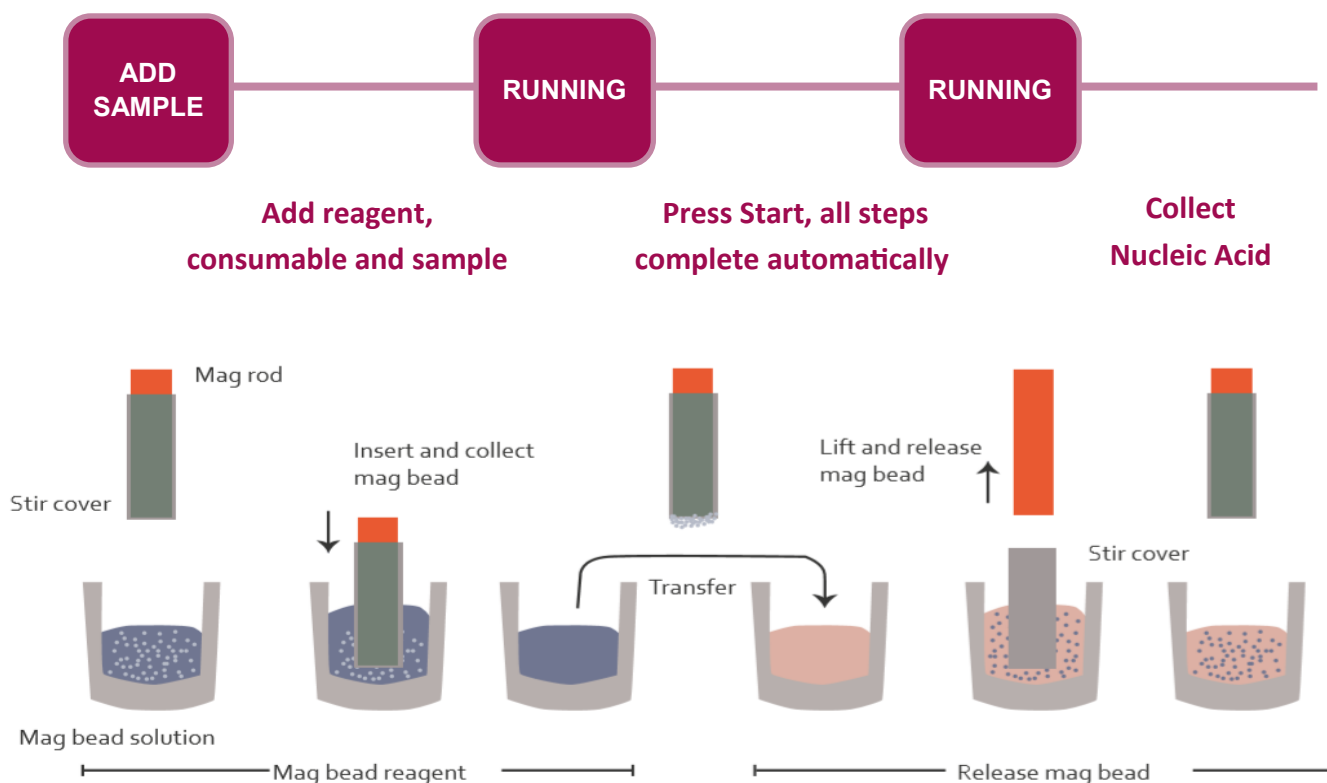 ADD
SAMPLE
RUNNING
RUNNING
Add reagent,
consumable and sample
Press Start, all steps
complete automatically
Collect
Nucleic Acid
Mag rod
Stir cover
Insert and collect
mag bead
Transfer
Lift and release
mag bead
Stir cover
Mag bead solution
Mag bead reagent
Release mag bead